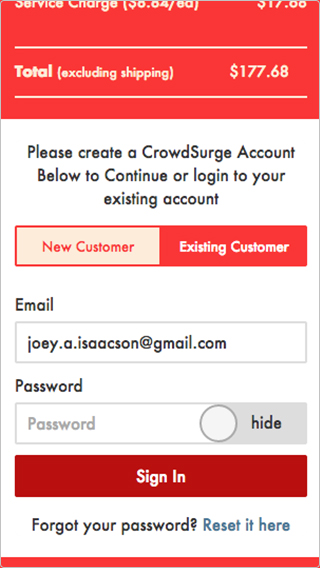 Service Charge ($8.84/ea) $17.68
Total (excluding shipping) $177.68
Please create a CrowdSurge Account
Below to Continue or login to your
existing account
New Customer Existing Customer
Email
joey.a.isaacson@gmail.com
Password
Password hide
Sign In
Forgot your password? Reset it here